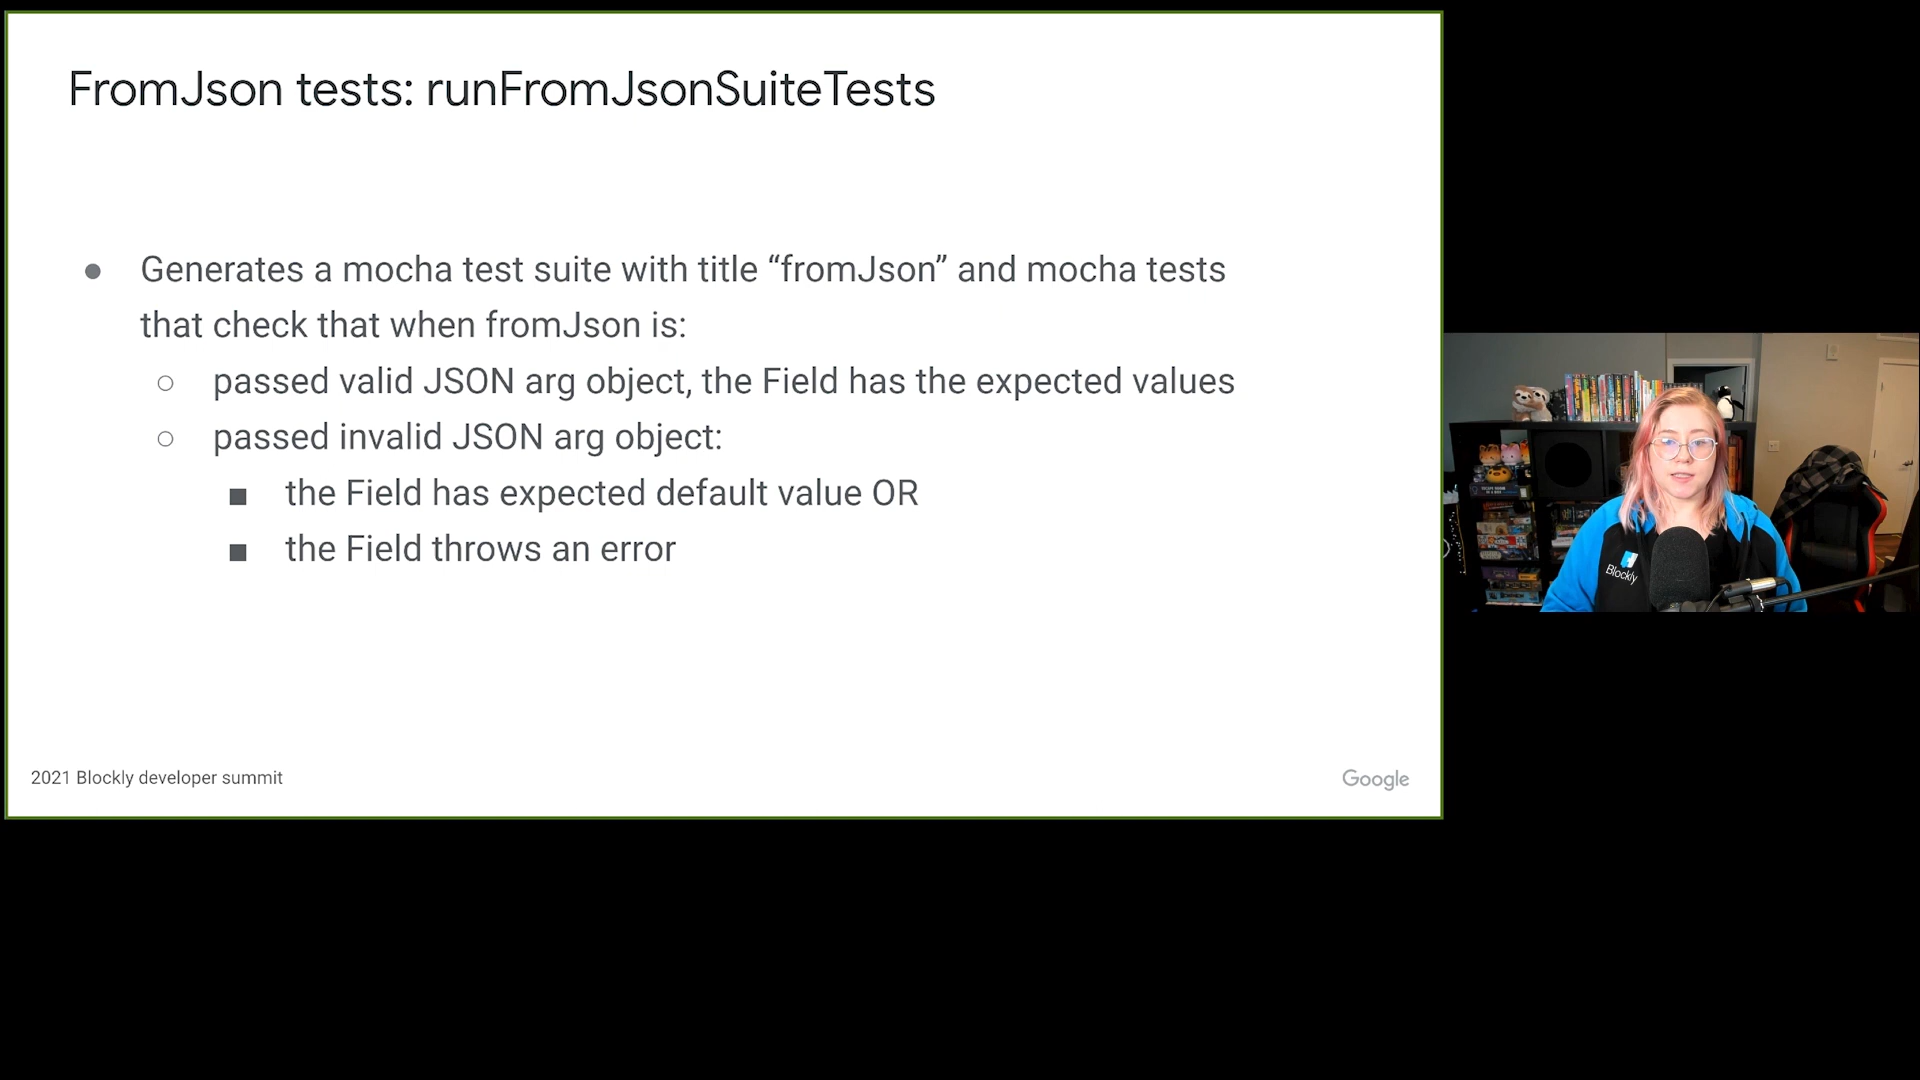 FromJson tests: runFromJsonSuiteTests
● Generates a mocha test suite with title “fromJson” and mocha tests
that check that when fromJson is:
○ passed valid JSON arg object, the Field has the expected values
○ passed invalid JSON arg object:
■ the Field has expected default value OR
■ the Field throws an error
2021 Blockly developer summit
Google
Blockly